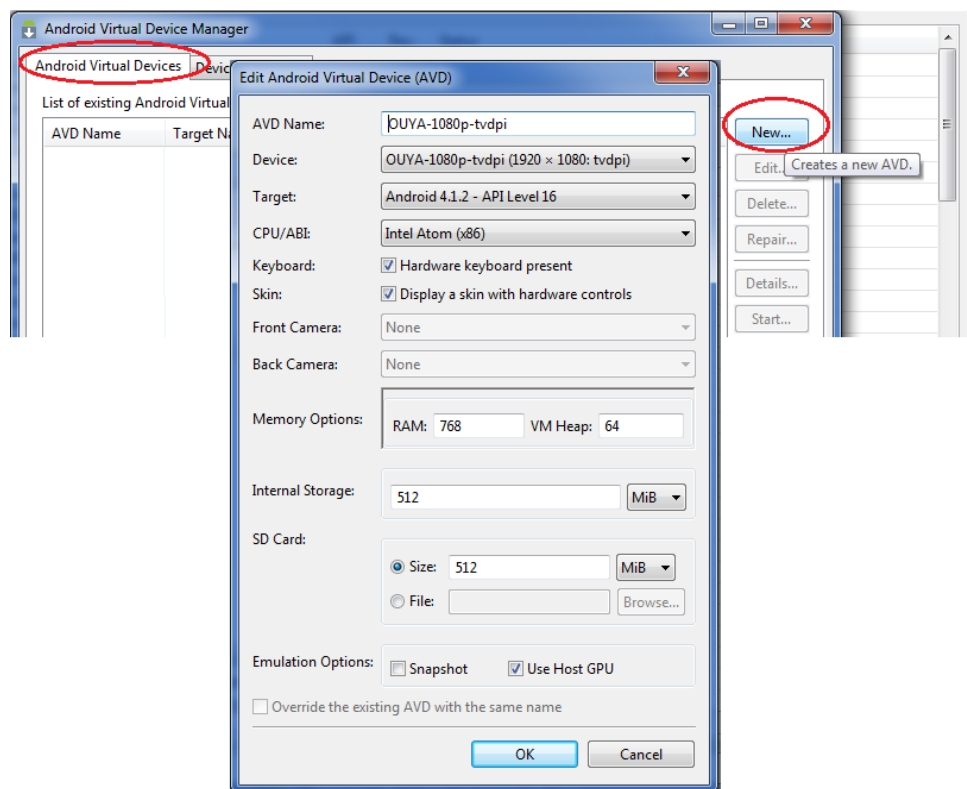 Android Virtual Device Manager
Android Virtual Devices Devic
List of existing Android Virtual
AVD Name Target Na
New...
Edit...
Creates a new AVD.
Delete...
Repair...
Details...
Start...
Edit Android Virtual Device (AVD)
AVD Name: OUYA-1080p-tvdpi
Device: OUYA-1080p-tvdpi (1920 × 1080: tvdpi)
Target: Android 4.1.2 - API Level 16
CPU/ABI: Intel Atom (x86)
Keyboard: Hardware keyboard present
Skin: Display a skin with hardware controls
Front Camera: None
Back Camera: None
Memory Options: RAM: 768 VM Heap: 64
Internal Storage: 512 MiB
SD Card:
Size: 512 MiB
File: Browse...
Emulation Options: Snapshot Use Host GPU
Override the existing AVD with the same name
OK Cancel